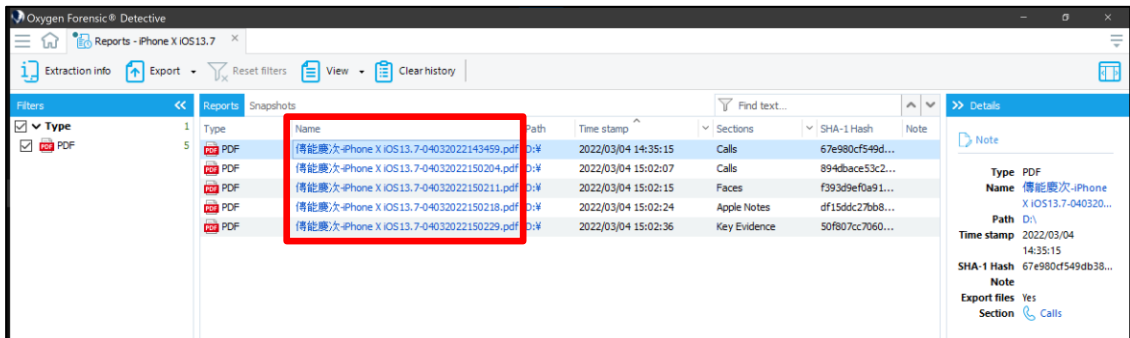 Oxygen Forensic® Detective
Reports - iPhone X iOS13.7
Extraction info Export Reset filters View Clear history
Filters Reports Snapshots Find text... Details
Type 1 Type Name Path Time stamp Sections SHA-1 Hash Note
PDF 5 PDF 傳能慶次-iPhone X iOS13.7-04032022143459.pdf D:¥ 2022/03/04 14:35:15 Calls 67e980cf549d...
PDF 傳能慶次-iPhone X iOS13.7-04032022150204.pdf D:¥ 2022/03/04 15:02:07 Calls 894dbace53c2...
PDF 傳能慶次-iPhone X iOS13.7-04032022150211.pdf D:¥ 2022/03/04 15:02:15 Faces f393d9ef0a91...
PDF 傳能慶次-iPhone X iOS13.7-04032022150218.pdf D:¥ 2022/03/04 15:02:24 Apple Notes df15ddc27bb8...
PDF 傳能慶次-iPhone X iOS13.7-04032022150229.pdf D:¥ 2022/03/04 15:02:36 Key Evidence 50f807cc7060...
Note
Type PDF
Name 傳能慶次-iPhone
X iOS13.7-040320...
Path D:\
Time stamp 2022/03/04
14:35:15
SHA-1 Hash 67e980cf549db38...
Note
Export files Yes
Section Calls